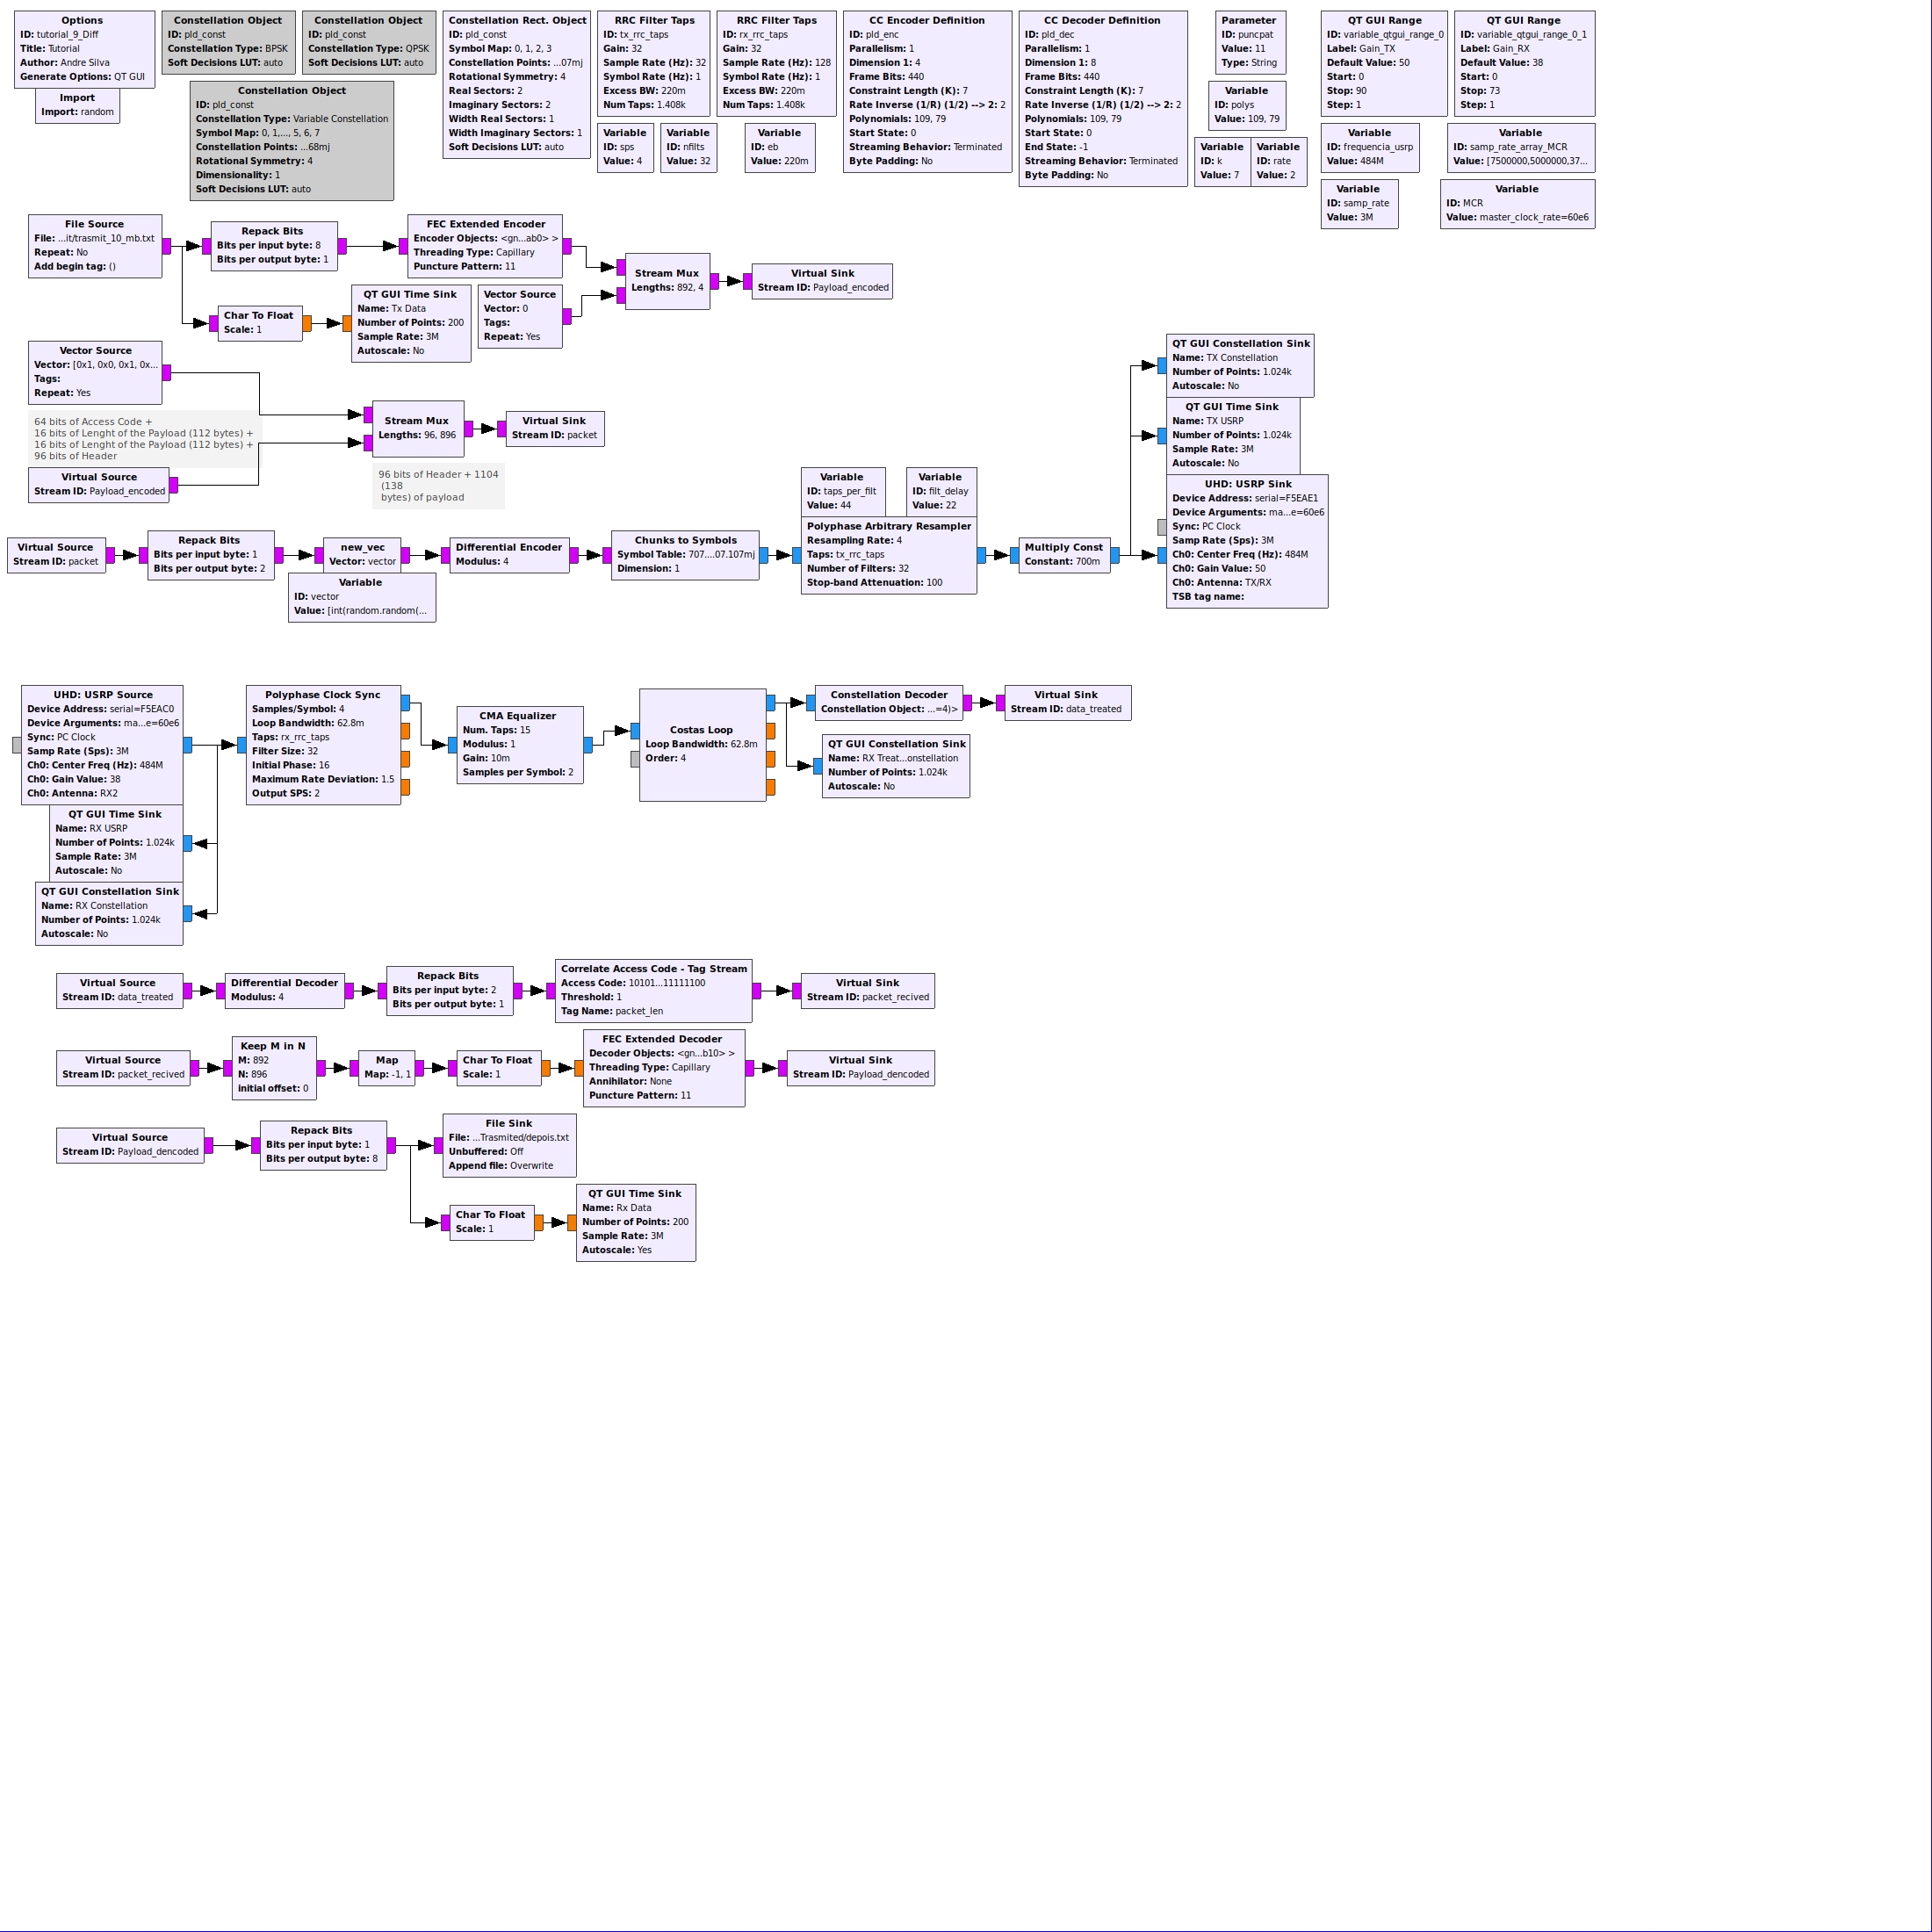 Options
ID: tutorial_9_Diff
Title: Tutorial
Author: Andre Silva
Generate Options: QT GUI
Import
Import: random
Constellation Object
ID: pld_const
Constellation Type: BPSK
Soft Decisions LUT: auto
Constellation Object
ID: pld_const
Constellation Type: QPSK
Soft Decisions LUT: auto
Constellation Object
ID: pld_const
Constellation Type: Variable Constellation
Symbol Map: 0, 1,..., 5, 6, 7
Constellation Points: ...68mj
Rotational Symmetry: 4
Dimensionality: 1
Soft Decisions LUT: auto
Constellation Rect. Object
ID: pld_const
Symbol Map: 0, 1, 2, 3
Constellation Points: ...07mj
Rotational Symmetry: 4
Real Sectors: 2
Imaginary Sectors: 2
Width Real Sectors: 1
Width Imaginary Sectors: 1
Soft Decisions LUT: auto
RRC Filter Taps
ID: tx_rrc_taps
Gain: 32
Sample Rate (Hz): 32
Symbol Rate (Hz): 1
Excess BW: 220m
Num Taps: 1.408k
RRC Filter Taps
ID: rx_rrc_taps
Gain: 32
Sample Rate (Hz): 128
Symbol Rate (Hz): 1
Excess BW: 220m
Num Taps: 1.408k
Variable
ID: sps
Value: 4
Variable
ID: nfilts
Value: 32
Variable
ID: eb
Value: 220m
CC Encoder Definition
ID: pld_enc
Parallelism: 1
Dimension 1: 4
Frame Bits: 440
Constraint Length (K): 7
Rate Inverse (1/R) (1/2) --> 2: 2
Polynomials: 109, 79
Start State: 0
Streaming Behavior: Terminated
Byte Padding: No
CC Decoder Definition
ID: pld_dec
Parallelism: 1
Dimension 1: 8
Frame Bits: 440
Constraint Length (K): 7
Rate Inverse (1/R) (1/2) --> 2: 2
Polynomials: 109, 79
Start State: 0
End State: -1
Streaming Behavior: Terminated
Byte Padding: No
Parameter
ID: puncpat
Value: 11
Type: String
Variable
ID: polys
Value: 109, 79
Variable
ID: k
Value: 7
Variable
ID: rate
Value: 2
QT GUI Range
ID: variable_qtgui_range_0
Label: Gain_TX
Default Value: 50
Start: 0
Stop: 90
Step: 1
QT GUI Range
ID: variable_qtgui_range_0_1
Label: Gain_RX
Default Value: 38
Start: 0
Stop: 73
Step: 1
Variable
ID: frequencia_usrp
Value: 484M
Variable
ID: samp_rate_array_MCR
Value: [7500000,5000000,37...
Variable
ID: samp_rate
Value: 3M
Variable
ID: MCR
Value: master_clock_rate=60e6
File Source
File: ...it/trasmit_10_mb.txt
Repeat: No
Add begin tag: ()
Repack Bits
Bits per input byte: 8
Bits per output byte: 1
FEC Extended Encoder
Encoder Objects: <gn...ab0> >
Threading Type: Capillary
Puncture Pattern: 11
Stream Mux
Lengths: 892, 4
Virtual Sink
Stream ID: Payload_encoded
Char To Float
Scale: 1
QT GUI Time Sink
Name: Tx Data
Number of Points: 200
Sample Rate: 3M
Autoscale: No
Vector Source
Vector: 0
Tags:
Repeat: Yes
Vector Source
Vector: [0x1, 0x0, 0x1, 0x...
Tags:
Repeat: Yes
64 bits of Access Code +
16 bits of Lenght of the Payload (112 bytes) +
16 bits of Lenght of the Payload (112 bytes) +
96 bits of Header
Stream Mux
Lengths: 96, 896
Virtual Sink
Stream ID: packet
Virtual Source
Stream ID: Payload_encoded
96 bits of Header + 1104
(138
bytes) of payload
Virtual Source
Stream ID: packet
Repack Bits
Bits per input byte: 1
Bits per output byte: 2
new_vec
Vector: vector
Variable
ID: vector
Value: [int(random.random(...
Differential Encoder
Modulus: 4
Chunks to Symbols
Symbol Table: 707....07.107mj
Dimension: 1
Variable
ID: taps_per_filt
Value: 44
Variable
ID: filt_delay
Value: 22
Polyphase Arbitrary Resampler
Resampling Rate: 4
Taps: tx_rrc_taps
Number of Filters: 32
Stop-band Attenuation: 100
Multiply Const
Constant: 700m
QT GUI Constellation Sink
Name: TX Constellation
Number of Points: 1.024k
Autoscale: No
QT GUI Time Sink
Name: TX USRP
Number of Points: 1.024k
Sample Rate: 3M
Autoscale: No
UHD: USRP Sink
Device Address: serial=F5EAE1
Device Arguments: ma...e=60e6
Sync: PC Clock
Samp Rate (Sps): 3M
Ch0: Center Freq (Hz): 484M
Ch0: Gain Value: 50
Ch0: Antenna: TX/RX
TSB tag name:
UHD: USRP Source
Device Address: serial=F5EAC0
Device Arguments: ma...e=60e6
Sync: PC Clock
Samp Rate (Sps): 3M
Ch0: Center Freq (Hz): 484M
Ch0: Gain Value: 38
Ch0: Antenna: RX2
QT GUI Time Sink
Name: RX USRP
Number of Points: 1.024k
Sample Rate: 3M
Autoscale: No
QT GUI Constellation Sink
Name: RX Constellation
Number of Points: 1.024k
Autoscale: No
Polyphase Clock Sync
Samples/Symbol: 4
Loop Bandwidth: 62.8m
Taps: rx_rrc_taps
Filter Size: 32
Initial Phase: 16
Maximum Rate Deviation: 1.5
Output SPS: 2
CMA Equalizer
Num. Taps: 15
Modulus: 1
Gain: 10m
Samples per Symbol: 2
Costas Loop
Loop Bandwidth: 62.8m
Order: 4
Constellation Decoder
Constellation Object: ...=4)>
Virtual Sink
Stream ID: data_treated
QT GUI Constellation Sink
Name: RX Treat...onstellation
Number of Points: 1.024k
Autoscale: No
Virtual Source
Stream ID: data_treated
Differential Decoder
Modulus: 4
Repack Bits
Bits per input byte: 2
Bits per output byte: 1
Correlate Access Code - Tag Stream
Access Code: 10101...11111100
Threshold: 1
Tag Name: packet_len
Virtual Sink
Stream ID: packet_recived
Virtual Source
Stream ID: packet_recived
Keep M in N
M: 892
N: 896
initial offset: 0
Map
Map: -1, 1
Char To Float
Scale: 1
FEC Extended Decoder
Decoder Objects: <gn...b10> >
Threading Type: Capillary
Annihilator: None
Puncture Pattern: 11
Virtual Sink
Stream ID: Payload_dencoded
Virtual Source
Stream ID: Payload_dencoded
Repack Bits
Bits per input byte: 1
Bits per output byte: 8
File Sink
File: ...Trasmited/depois.txt
Unbuffered: Off
Append file: Overwrite
Char To Float
Scale: 1
QT GUI Time Sink
Name: Rx Data
Number of Points: 200
Sample Rate: 3M
Autoscale: Yes